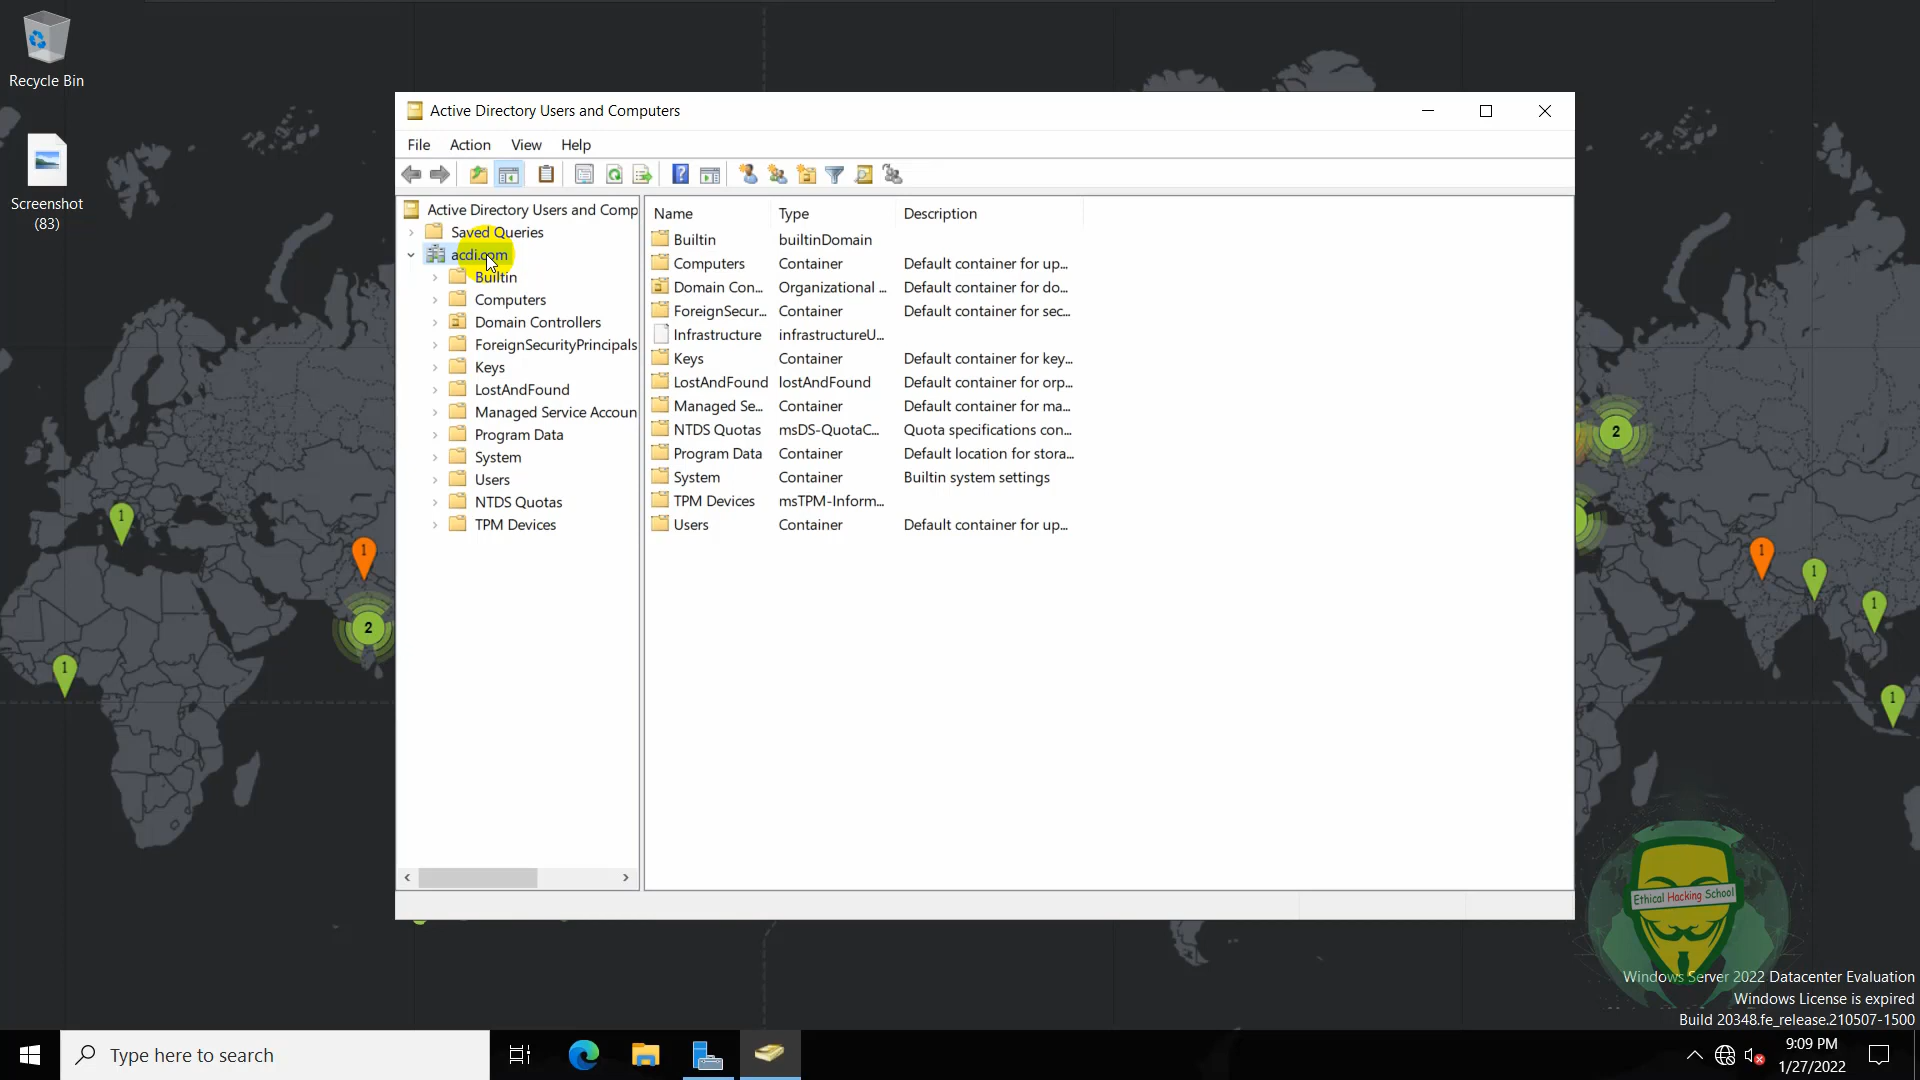 Recycle Bin
Screenshot
(83)
Active Directory Users and Computers
File Action View Help
Active Directory Users and Comp
Saved Queries
acdi.com
Builtin
Computers
Domain Controllers
ForeignSecurityPrincipals
Keys
LostAndFound
Managed Service Accoun
Program Data
System
Users
NTDS Quotas
TPM Devices
Name Type Description
Builtin builtinDomain
Computers Container Default container for up...
Domain Con... Organizational ... Default container for do...
ForeignSecur... Container Default container for sec...
Infrastructure infrastructureU...
Keys Container Default container for key...
LostAndFound lostAndFound Default container for orp...
Managed Se... Container Default container for ma...
NTDS Quotas msDS-QuotaC... Quota specifications con...
Program Data Container Default location for stora...
System Container Builtin system settings
TPM Devices msTPM-Inform...
Users Container Default container for up...
1
1
2
1
2
1
1
1
1
Ethical Hacking School
Windows Server 2022 Datacenter Evaluation
Windows License is expired
Build 20348.fe_release.210507-1500
Type here to search
9:09 PM
1/27/2022